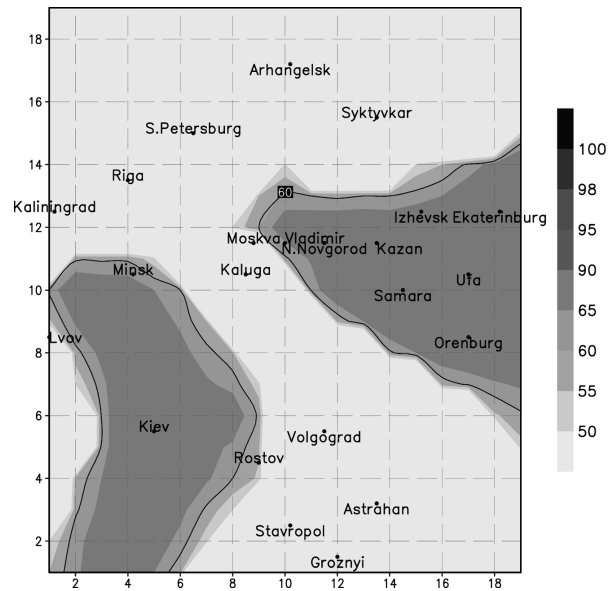 18
Arhangelsk
16
Syktyvkar
S.Petersburg
100
14
98
Riga
60
95
Kaliningrad
Izhevsk Ekaterinburg
12
90
Moskva Vladimir
N.Novgorod Kazan
65
Minsk
Kaluga
Ufa
10
Samara
60
Lvov
Orenburg
55
8
50
6
Kiev
Volgograd
Rostov
4
Astrahan
Stavropol
2
Groznyi
2 4 6 8 10 12 14 16 18